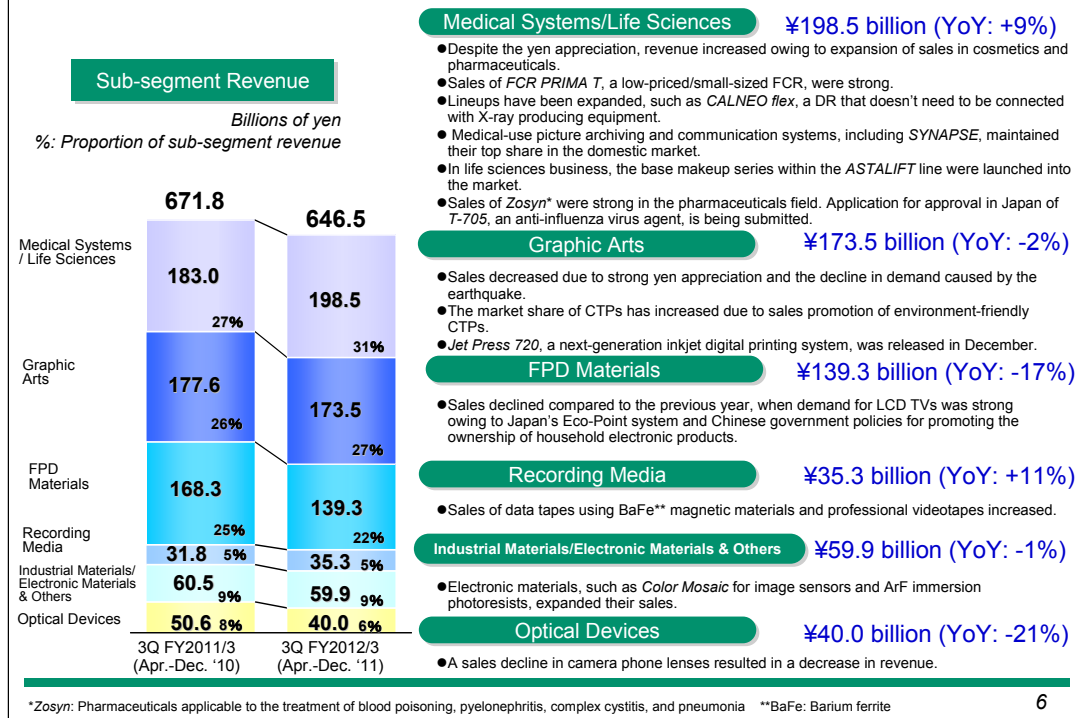 Sub-segment Revenue
Billions of yen
%: Proportion of sub-segment revenue
671.8
646.5
Medical Systems
/ Life Sciences
183.0
27%
198.5
31%
Graphic
Arts
177.6
26%
173.5
27%
FPD
Materials
168.3
25%
139.3
22%
Recording
Media
31.8 5%
35.3 5%
Industrial Materials/
Electronic Materials
& Others
60.5
9%
59.9 9%
Optical Devices
50.6 8%
40.0 6%
3Q FY2011/3
(Apr.-Dec. ‘10)
3Q FY2012/3
(Apr.-Dec. ‘11)
Medical Systems/Life Sciences
¥198.5 billion (YoY: +9%)
●Despite the yen appreciation, revenue increased owing to expansion of sales in cosmetics and
pharmaceuticals.
●Sales of FCR PRIMA T, a low-priced/small-sized FCR, were strong.
●Lineups have been expanded, such as CALNEO flex, a DR that doesn’t need to be connected
with X-ray producing equipment.
● Medical-use picture archiving and communication systems, including SYNAPSE, maintained
their top share in the domestic market.
●In life sciences business, the base makeup series within the ASTALIFT line were launched into
the market.
●Sales of Zosyn* were strong in the pharmaceuticals field. Application for approval in Japan of
T-705, an anti-influenza virus agent, is being submitted.
Graphic Arts
¥173.5 billion (YoY: -2%)
●Sales decreased due to strong yen appreciation and the decline in demand caused by the
earthquake.
●The market share of CTPs has increased due to sales promotion of environment-friendly
CTPs.
●Jet Press 720, a next-generation inkjet digital printing system, was released in December.
FPD Materials
¥139.3 billion (YoY: -17%)
●Sales declined compared to the previous year, when demand for LCD TVs was strong
owing to Japan’s Eco-Point system and Chinese government policies for promoting the
ownership of household electronic products.
Recording Media
¥35.3 billion (YoY: +11%)
●Sales of data tapes using BaFe** magnetic materials and professional videotapes increased.
Industrial Materials/Electronic Materials & Others
¥59.9 billion (YoY: -1%)
●Electronic materials, such as Color Mosaic for image sensors and ArF immersion
photoresists, expanded their sales.
Optical Devices
¥40.0 billion (YoY: -21%)
●A sales decline in camera phone lenses resulted in a decrease in revenue.
*Zosyn: Pharmaceuticals applicable to the treatment of blood poisoning, pyelonephritis, complex cystitis, and pneumonia **BaFe: Barium ferrite
6